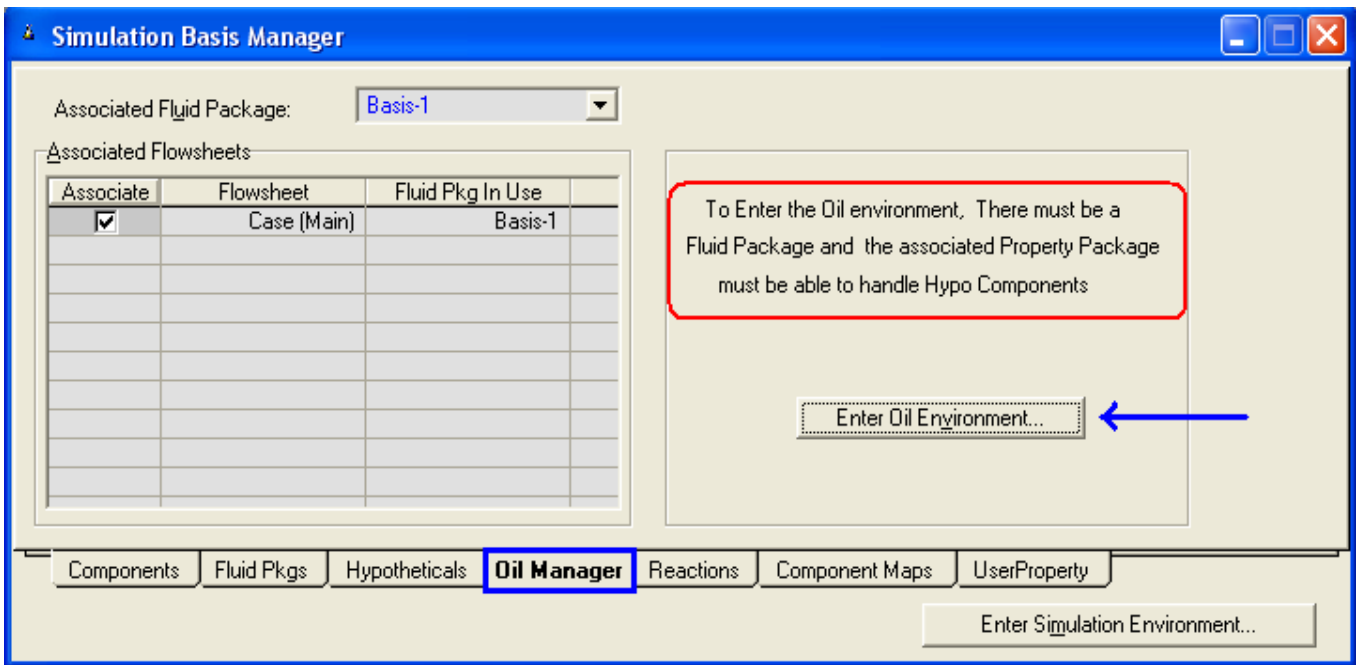 Simulation Basis Manager
Associated Fluid Package:
Basis-1
Associated Flowsheets
Associate Flowsheet Fluid Pkg In Use
Case (Main) Basis-1
To Enter the Oil environment, There must be a
Fluid Package and the associated Property Package
must be able to handle Hypo Components
Enter Oil Environment...
Components Fluid Pkgs Hypotheticals Oil Manager Reactions Component Maps UserProperty
Enter Simulation Environment...